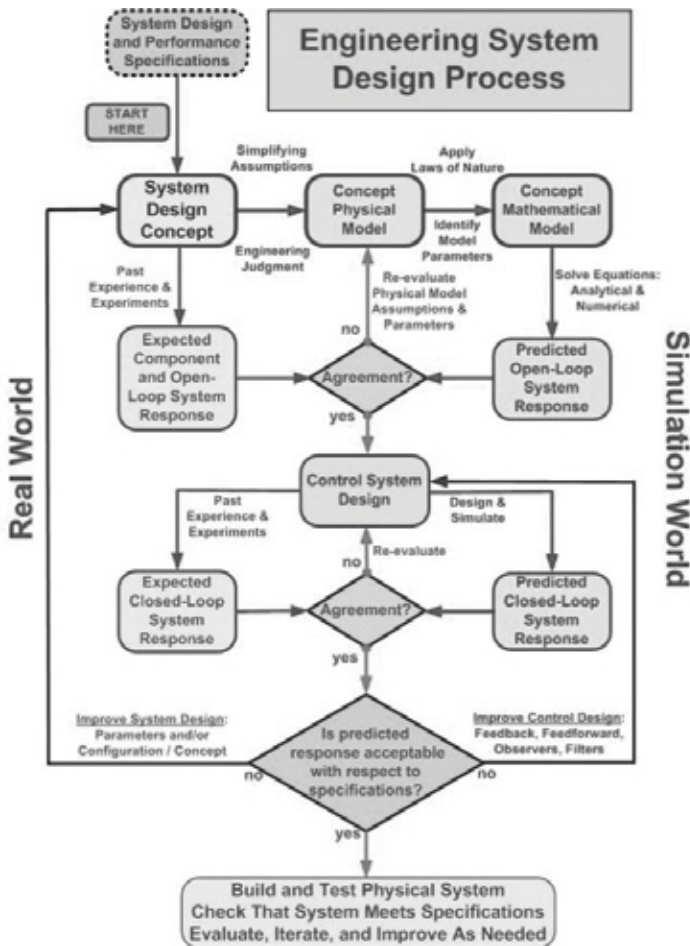 System Design
and Performance
Specifications
Engineering System
Design Process
START
HERE
Simplifying
Assumptions
Apply
Laws of Nature
System
Design
Concept
Concept
Physical
Model
Concept
Mathematical
Model
Engineering
Judgment
Identify
Model
Parameters
Past
Experience &
Experiments
Re-evaluate
Physical Model
Assumptions &
Parameters
Solve Equations:
Analytical &
Numerical
no
Expected
Component
and Open-
Loop System
Response
Agreement?
Predicted
Open-Loop
System
Response
yes
Real World
Simulation World
Control System
Design
Past
Experience &
Experiments
Design &
Simulate
Re-evaluate
no
Expected
Closed-Loop
System
Response
Agreement?
Predicted
Closed-Loop
System
Response
yes
Improve System Design:
Parameters and/or
Configuration / Concept
no
Is
predicted
response acceptable
with respect to
specifications?
Improve Control Design:
Feedback, Feedforward,
Observers, Filters
no
yes
Build and Test Physical System
Check That System Meets Specifications
Evaluate, Iterate, and Improve As Needed